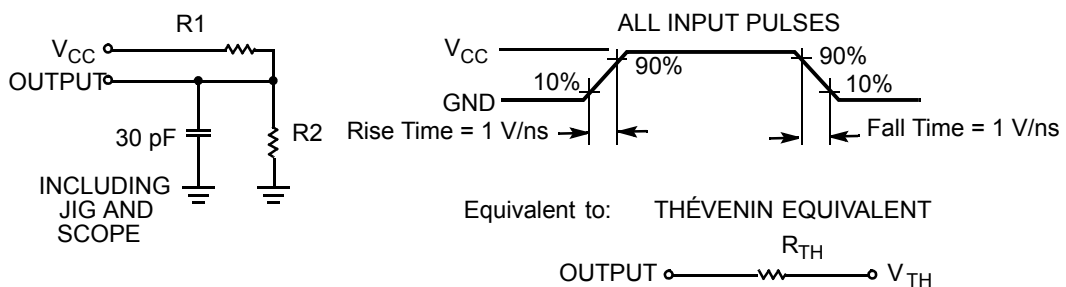 R1
V_CC
OUTPUT
30 pF
R2
INCLUDING
JIG AND
SCOPE
ALL INPUT PULSES
V_CC
GND
10%
90%
90%
10%
Rise Time = 1 V/ns
Fall Time = 1 V/ns
Equivalent to: THÉVENIN EQUIVALENT
R_TH
OUTPUT
V_TH